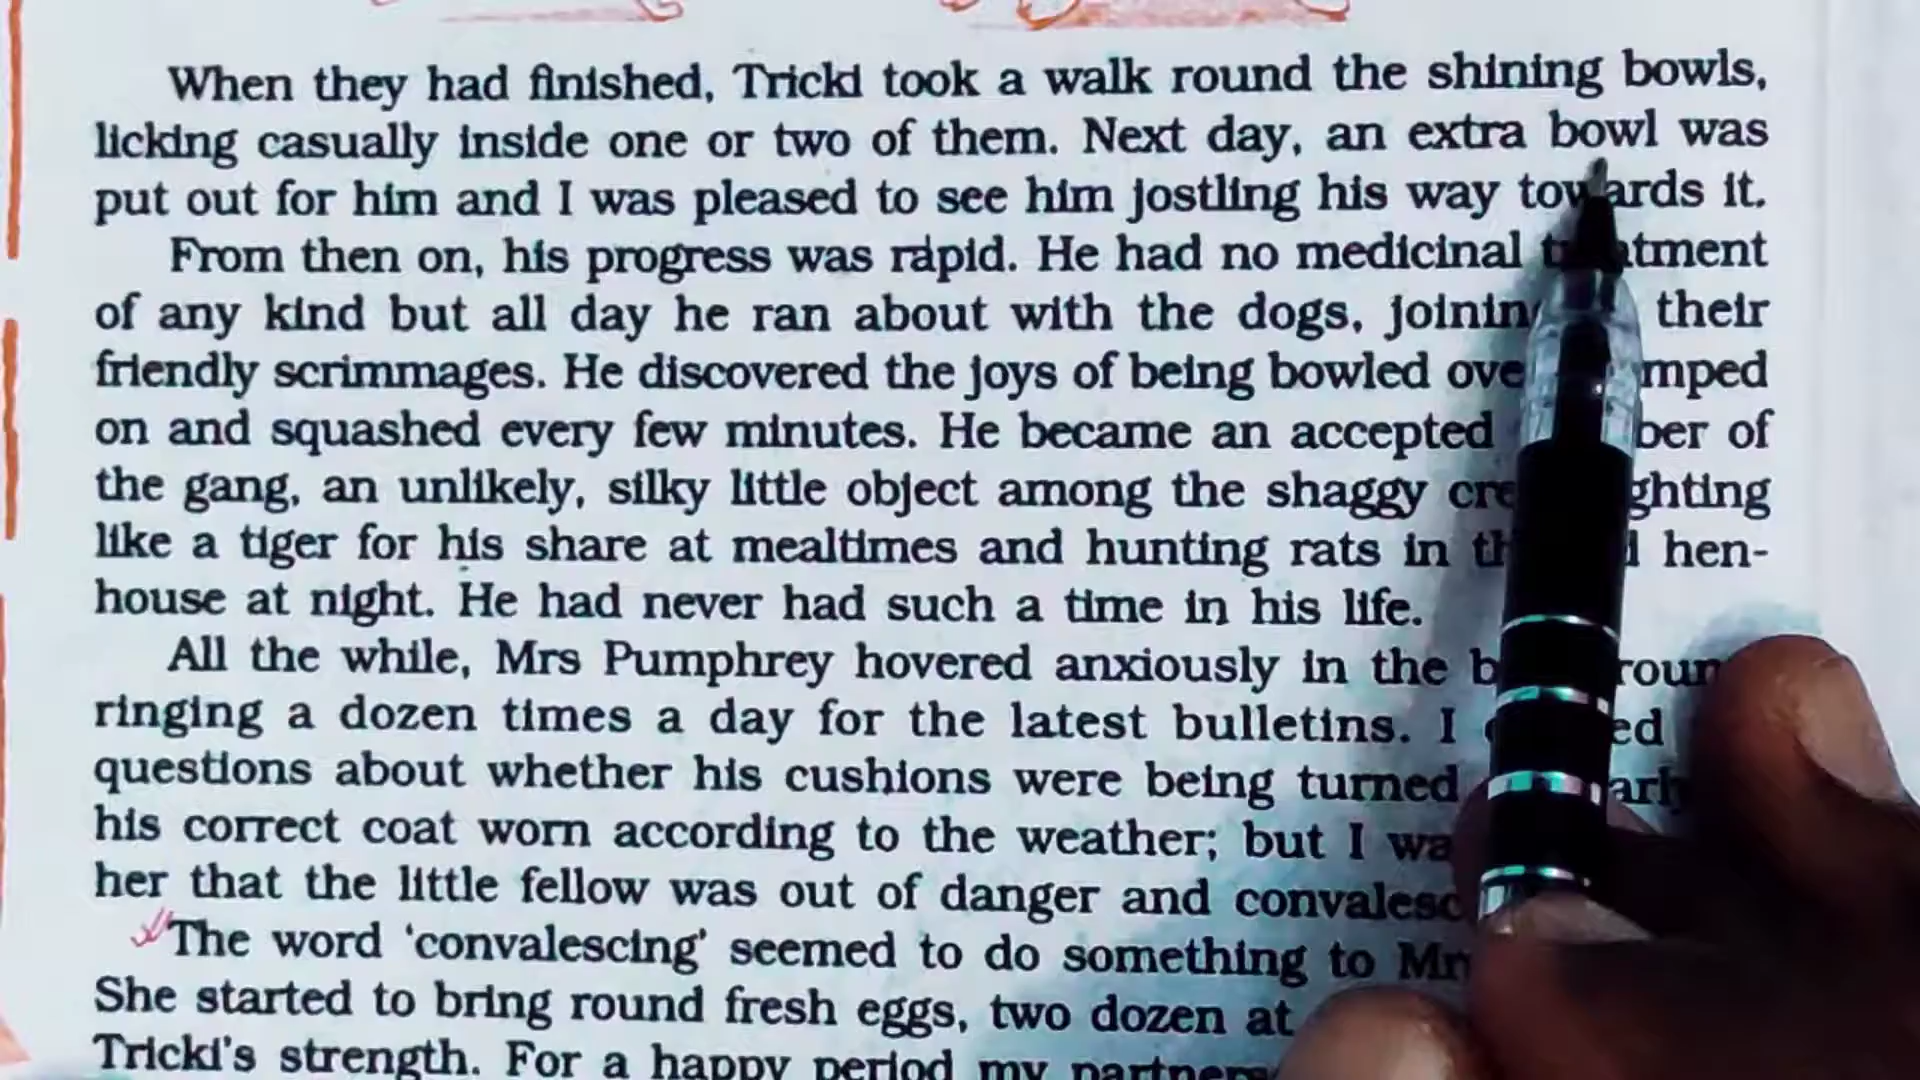 When they had finished, Tricki took a walk round the shining bowls,
licking casually inside one or two of them. Next day, an extra bowl was
put out for him and I was pleased to see him jostling his way towards it.
From then on, his progress was rapid. He had no medicinal treatment
of any kind but all day he ran about with the dogs, joining their
friendly scrimmages. He discovered the joys of being bowled
on and squashed every few minutes. He became an accepted of
the gang, an unlikely, silky little object among the shaggy
like a tiger for his share at mealtimes and hunting rats in hen-
house at night. He had never had such a time in his life.
All the while, Mrs Pumphrey hovered anxiously in the
ringing a dozen times a day for the latest bulletins. I
questions about whether his cushions were being turned
his correct coat worn according to the weather; but I
her that the little fellow was out of danger and
The word ‘convalescing’ seemed to do something to
She started to bring round fresh eggs, two dozen at
Tricki's strength. For a happy period my